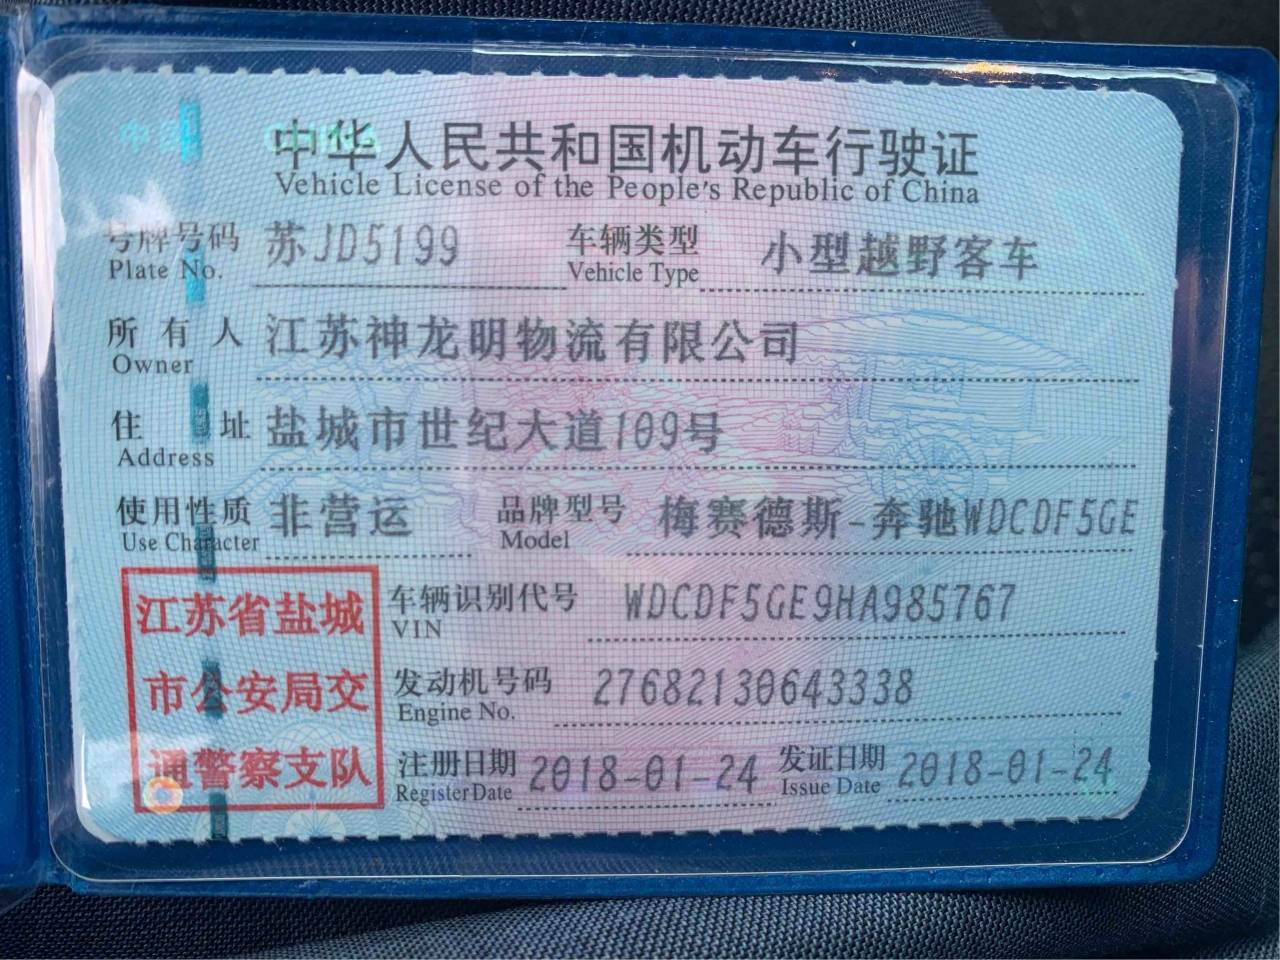 中华人民共和国机动车行驶证
Vehicle License of the People's Republic of China
号牌号码 苏JD5199 车辆类型 小型越野客车
Plate No. Vehicle Type
所有人 江苏神龙明物流有限公司
Owner
住址 盐城市世纪大道109号
Address
使用性质 非营运 品牌型号 梅赛德斯-奔驰WDCDF5GE
Use Character Model
江苏省盐城
市公安局交
通警察支队
车辆识别代号 WDCDF5GE9HA985767
VIN
发动机号码 27682130643338
Engine No.
注册日期 2018-01-24 发证日期 2018-01-24
Register Date Issue Date